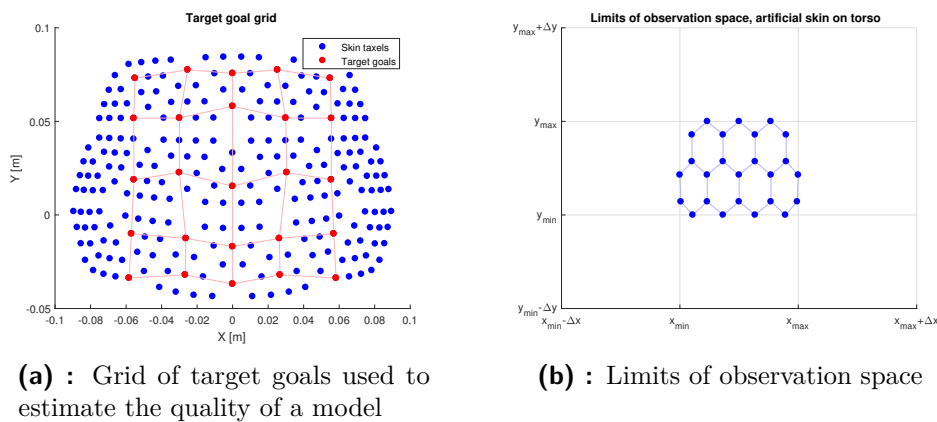 Target goal grid
Skin taxels
Target goals
0.1
0.05
0
-0.05
Y [m]
-0.1
-0.08
-0.06
-0.04
-0.02
0
0.02
0.04
0.06
0.08
0.1
X [m]
(a) : Grid of target goals used to
estimate the quality of a model
Limits of observation space, artificial skin on torso
y_max+Δy
y_max
y_min
y_min-Δy
x_min-Δx
x_min
x_max
x_max+Δx
(b) : Limits of observation space